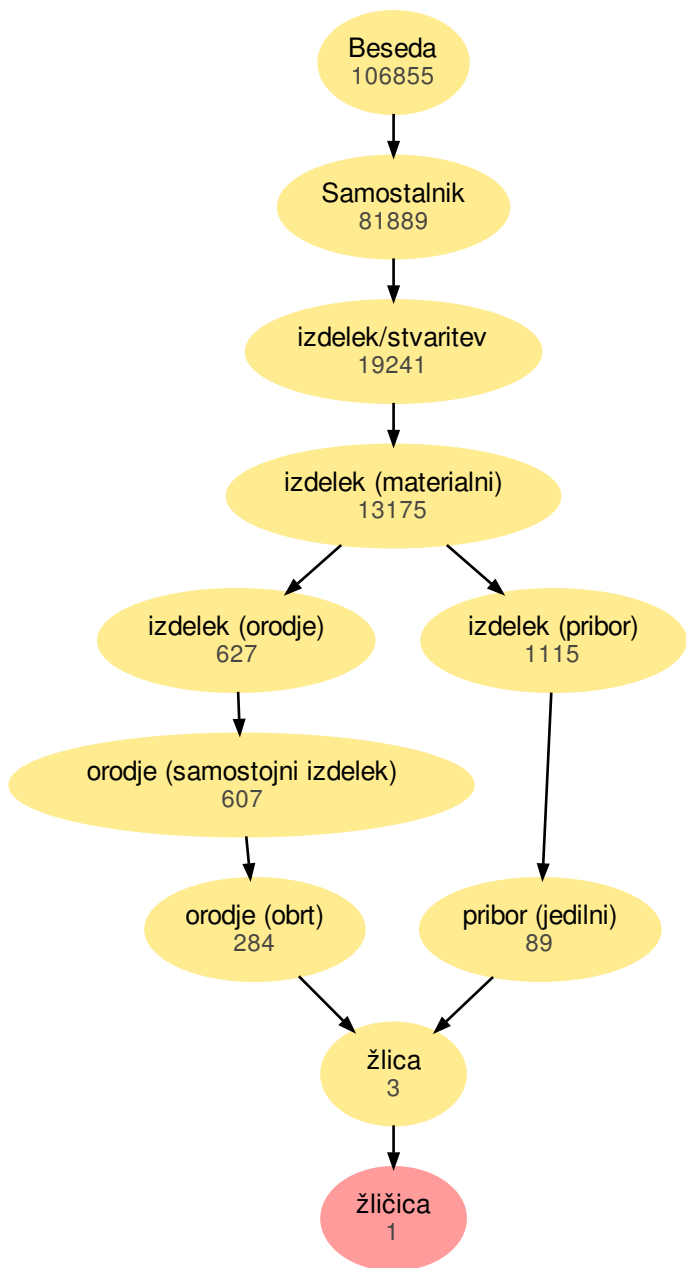 Beseda
106855
Samostalnik
81889
izdelek/stvaritev
19241
izdelek (materialni)
13175
izdelek (orodje)
627
izdelek (pribor)
1115
orodje (samostojni izdelek)
607
orodje (obrt)
284
pribor (jedilni)
89
žlica
3
žličica
1